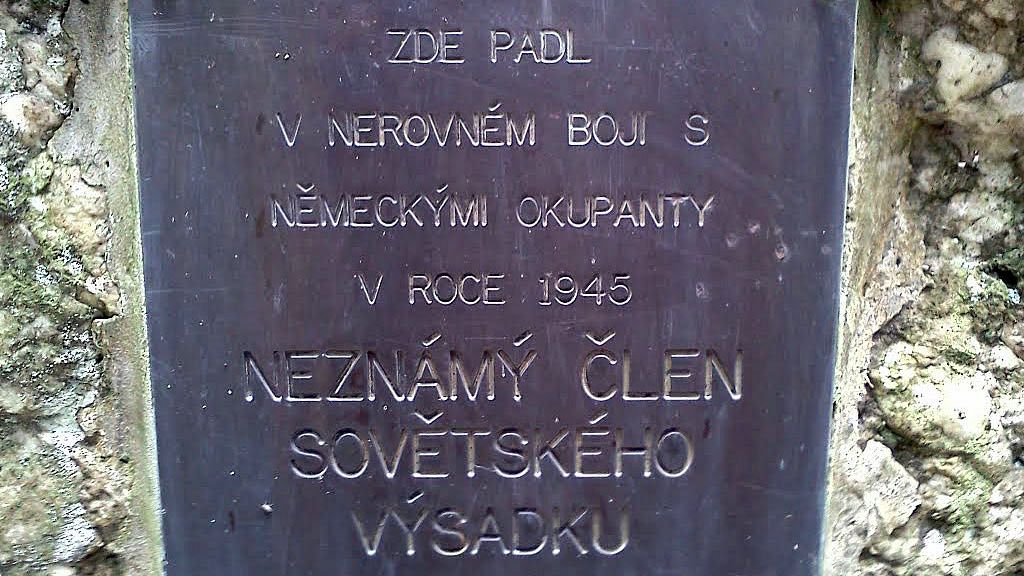 ZDE PADL
V NEROVNÉM BOJI S
NĚMECKÝMI OKUPANTY
V ROCE 1945
NEZNÁMÝ ČLEN
SOVĚTSKÉHO
VÝSADKU